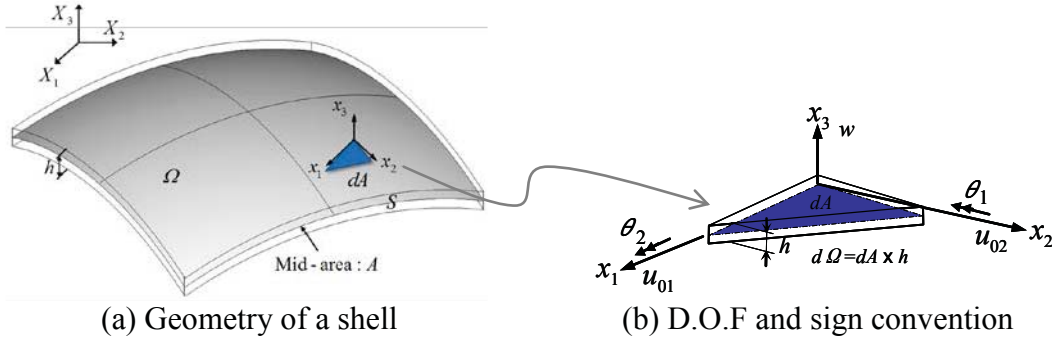 X₃
X₂
X₁
x₃
x₁
x₂
dA
h
Ω
S
Mid-area : A
(a) Geometry of a shell
x₃
w
dA
θ₁
θ₂
h
u₀₂
x₂
x₁
u₀₁
dΩ=dA x h
(b) D.O.F and sign convention